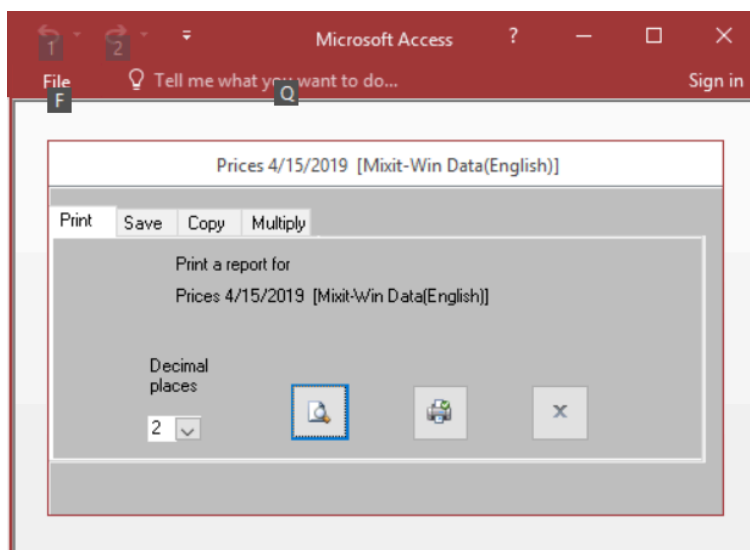 1 2 Microsoft Access ?
File Tell me what you want to do... Sign in
F Q
Prices 4/15/2019 [Mixit-Win Data(English)]
Print Save Copy Multiply
Print a report for
Prices 4/15/2019 [Mixit-Win Data(English)]
Decimal
places
2